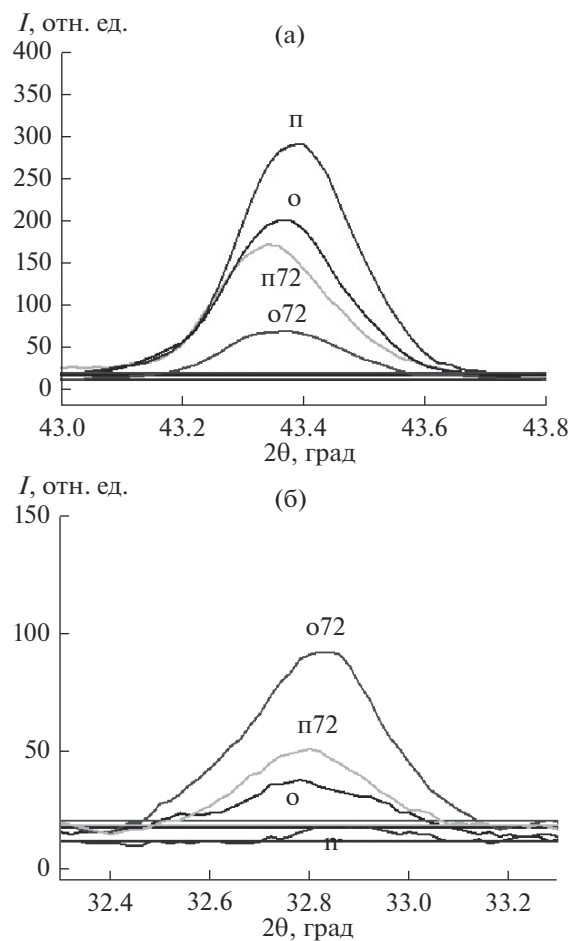 I, отн. ед.
(а)
400
350
300
250
200
150
100
50
0
п
о
п72
о72
43.0 43.2 43.4 43.6 43.8
2θ, град
I, отн. ед.
(б)
150
100
50
0
о72
п72
о
п
32.4 32.6 32.8 33.0 33.2
2θ, град